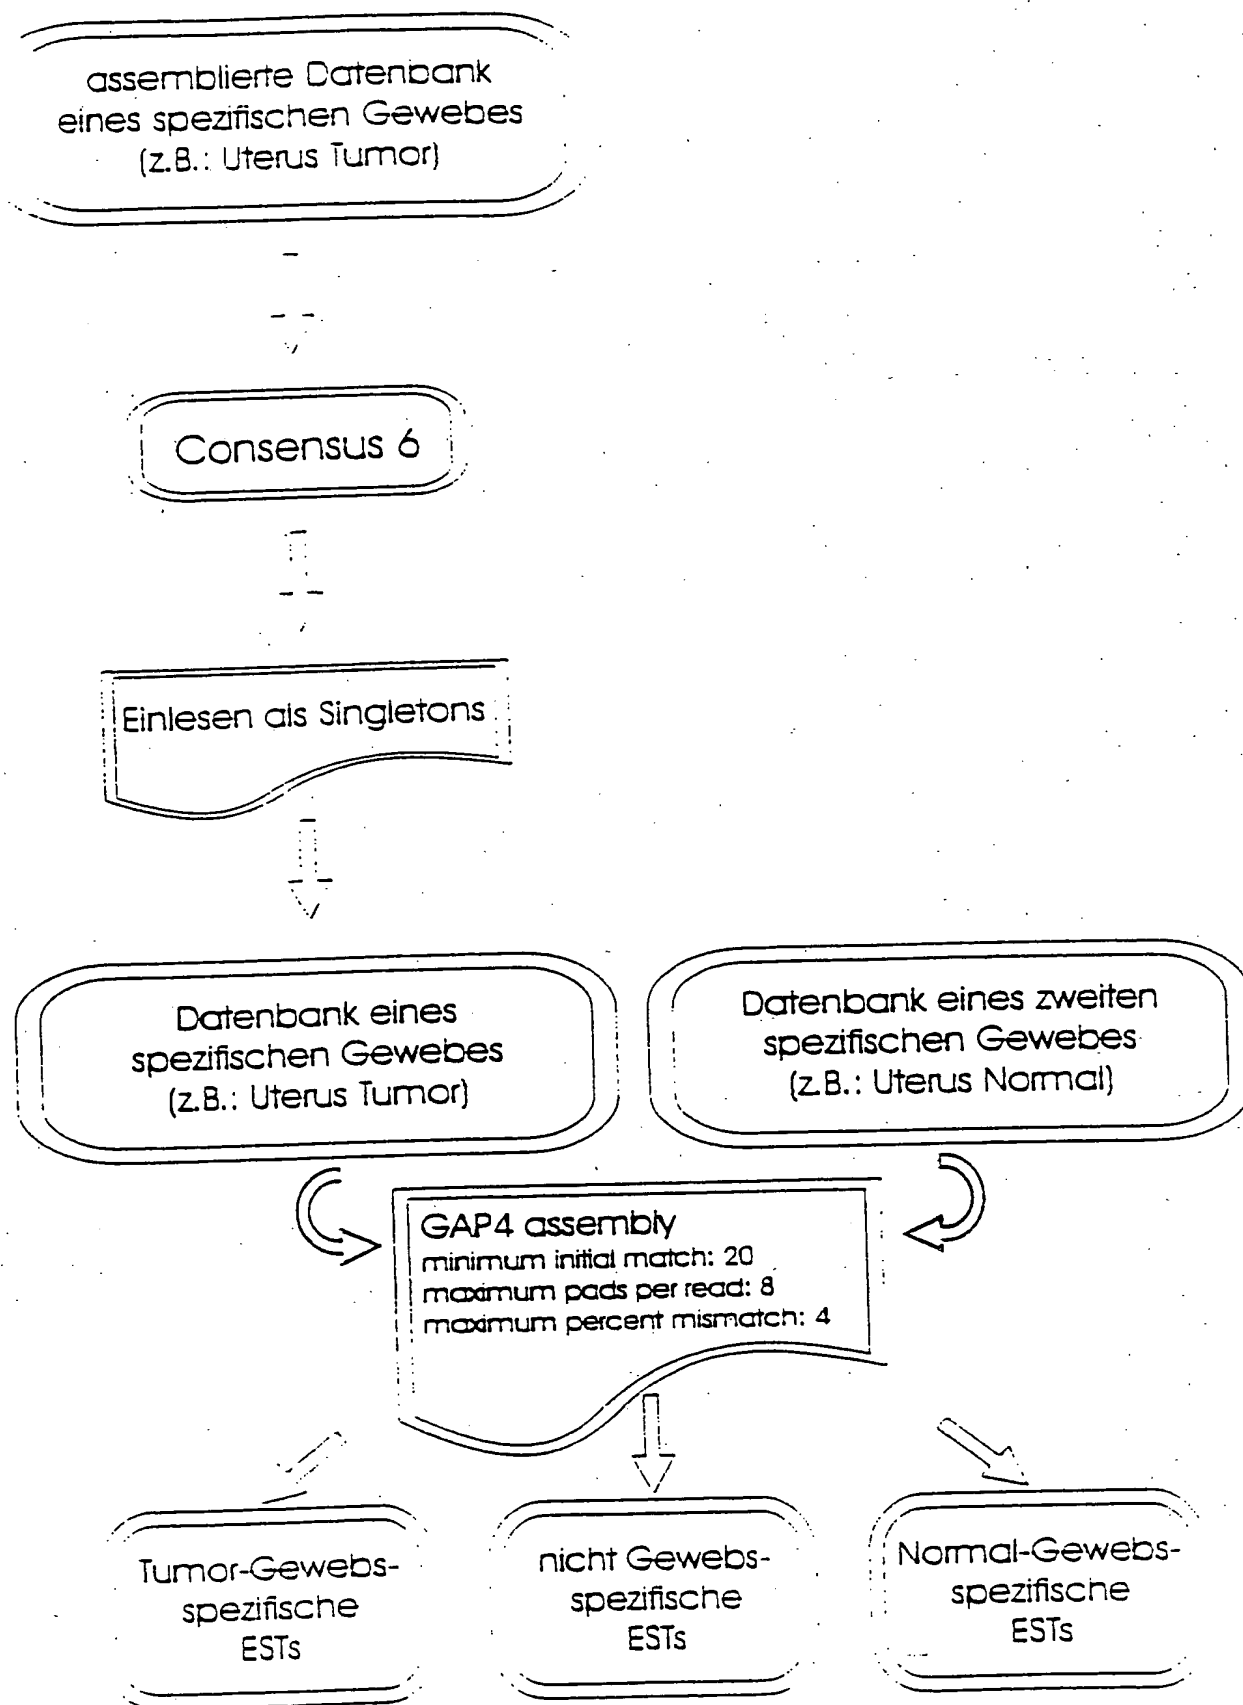 assemblierte Datenbank
eines spezifischen Gewebes
(z.B.: Uterus Tumor)
Consensus 6
Einlesen als Singletons
Datenbank eines
spezifischen Gewebes
(z.B.: Uterus Tumor)
Datenbank eines zweiten
spezifischen Gewebes
(z.B.: Uterus Normal)
GAP4 assembly
minimum initial match: 20
maximum pads per read: 8
maximum percent mismatch: 4
Tumor-Gewebs-
spezifische
ESTs
nicht Gewebs-
spezifische
ESTs
Normal-Gewebs-
spezifische
ESTs